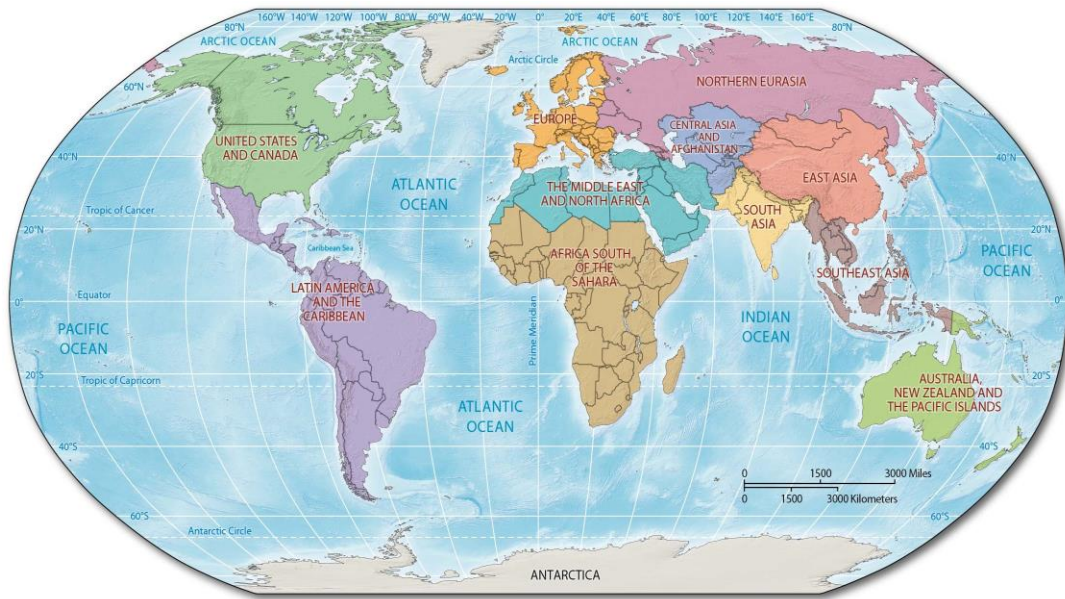 160°W 140°W 120°W 100°W 80°W 60°W 40°W 20°W 0° 20°E 40°E 60°E 80°E 100°E 120°E 140°E 160°E
80°N
80°N
ARCTIC OCEAN
ARCTIC OCEAN
Arctic Circle
60°N
60°N
NORTHERN EURASIA
EUROPE
CENTRAL ASIA
AND
AFGHANISTAN
UNITED STATES
AND CANADA
40°N
40°N
EAST ASIA
ATLANTIC
OCEAN
THE MIDDLE EAST
AND NORTH AFRICA
SOUTH
ASIA
Tropic of Cancer
20°N
20°N
Caribbean Sea
AFRICA SOUTH
OF THE
SAHARA
PACIFIC
OCEAN
SOUTHEAST ASIA
LATIN AMERICA
AND THE
CARIBBEAN
Equator
0°
0°
PACIFIC
OCEAN
Prime Meridian
INDIAN
OCEAN
Tropic of Capricorn
20°S
20°S
AUSTRALIA,
NEW ZEALAND AND
THE PACIFIC ISLANDS
ATLANTIC
OCEAN
40°S
40°S
0 1500 3000 Miles
0 1500 3000 Kilometers
60°S
60°S
Antarctic Circle
ANTARCTICA